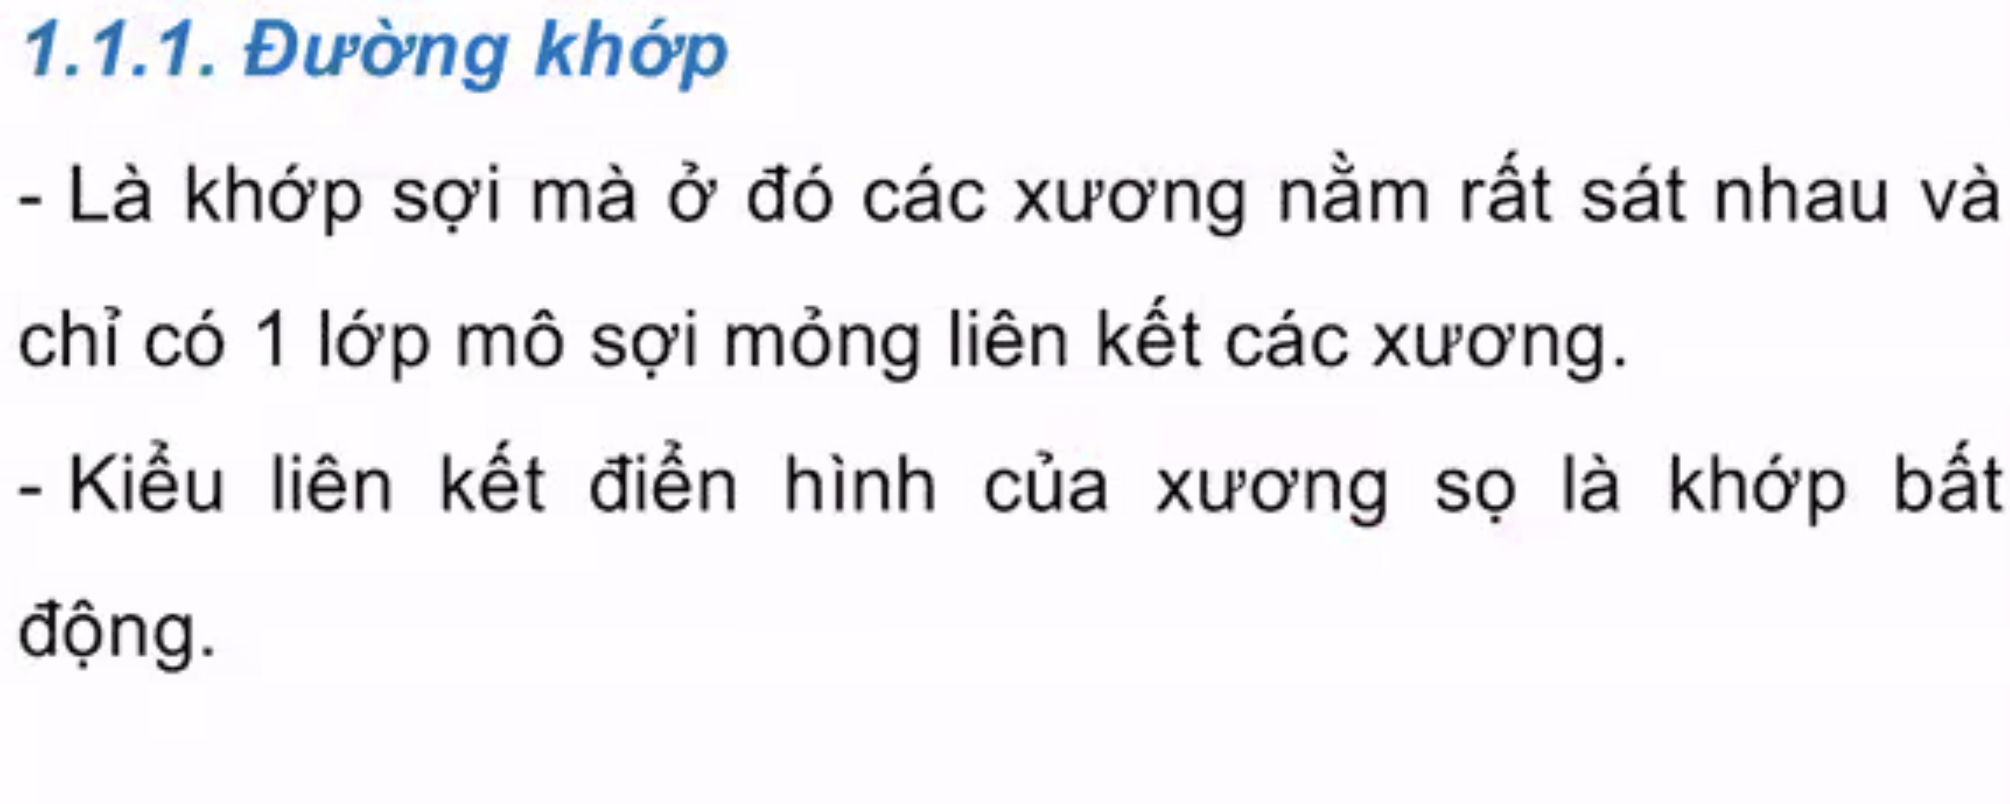 1.1.1. Đường khớp
- Là khớp sợi mà ở đó các xương nằm rất sát nhau và
chỉ có 1 lớp mô sợi mỏng liên kết các xương.
- Kiểu liên kết điển hình của xương sọ là khớp bất
động.